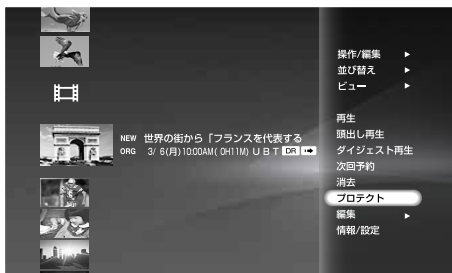 操作/編集 ▶
並び替え ▶
ビュー ▶
再生
頭出し再生
ダイジェスト再生
次回予約
消去
プロテクト
編集 ▶
情報/設定
NEW 世界の街から「フランスを代表する
ORG 3/ 6(月)10:00AM( 0H11M) U B T DR ➡